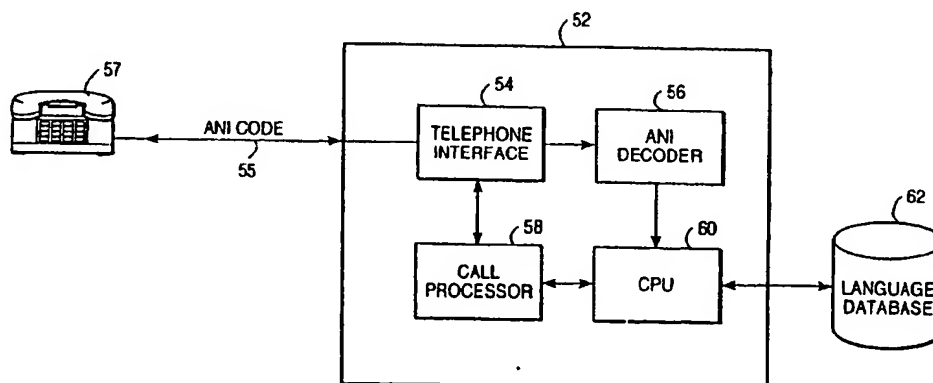 52
57
54
56
ANI CODE
55
TELEPHONE
INTERFACE
ANI
DECODER
58
60
62
CALL
PROCESSOR
CPU
LANGUAGE
DATABASE